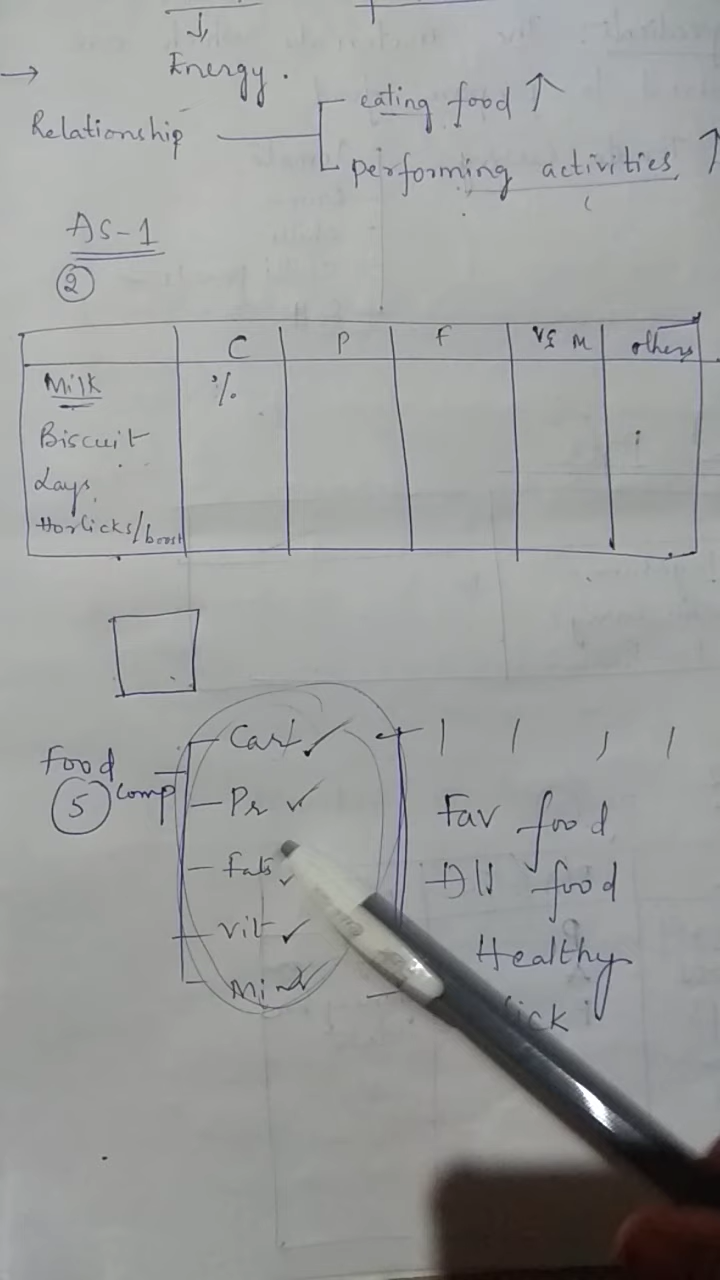 Energy.
Relationship
eating food ↑
performing activities, ↑
AS-1
②
C P F V& M others
Milk %
Biscuit
Lays,
Horlicks/boost
Food comp
⑤
Carb ✓
Pr ✓
Fats ✓
Vit ✓
Min
Fav food
All food
Healthy